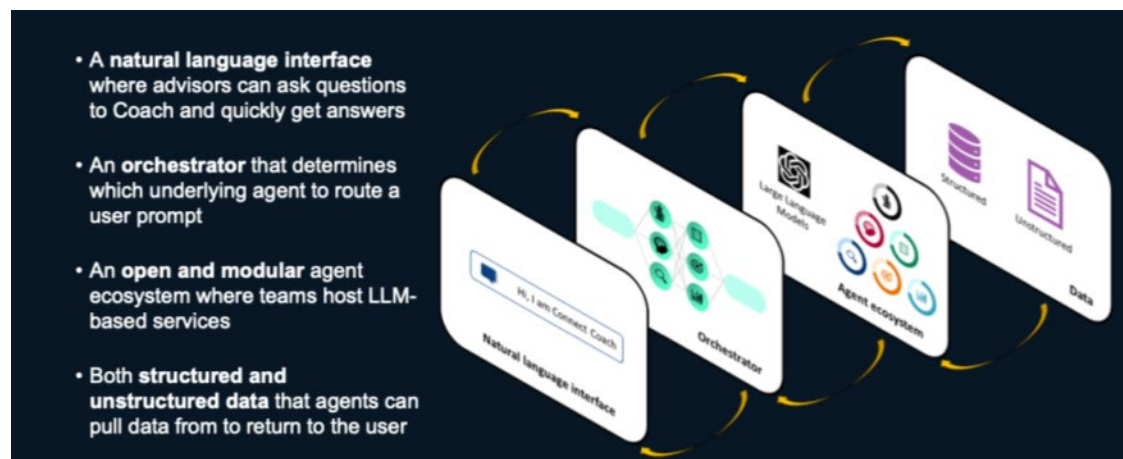 • A natural language interface
where advisors can ask questions
to Coach and quickly get answers
• An orchestrator that determines
which underlying agent to route a
user prompt
• An open and modular agent
ecosystem where teams host LLM-
based services
• Both structured and
unstructured data that agents can
pull data from to return to the user
Hi, I am Connect Coach
Natural language interface
Orchestrator
Large Language
Models
Agent ecosystem
Structured
Unstructured
Data